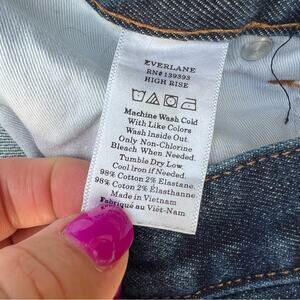 EVERLANE
RN# 139393
HIGH RISE
Machine Wash Cold
With Like Colors
Wash Inside Out.
Only Non-Chlorine
Bleach When Needed.
Tumble Dry Low.
Cool Iron if Needed.
98% Cotton 2% Elastane.
98% Coton 2% Élasthanne.
Made in Vietnam
Fabriqué au Việt-Nam